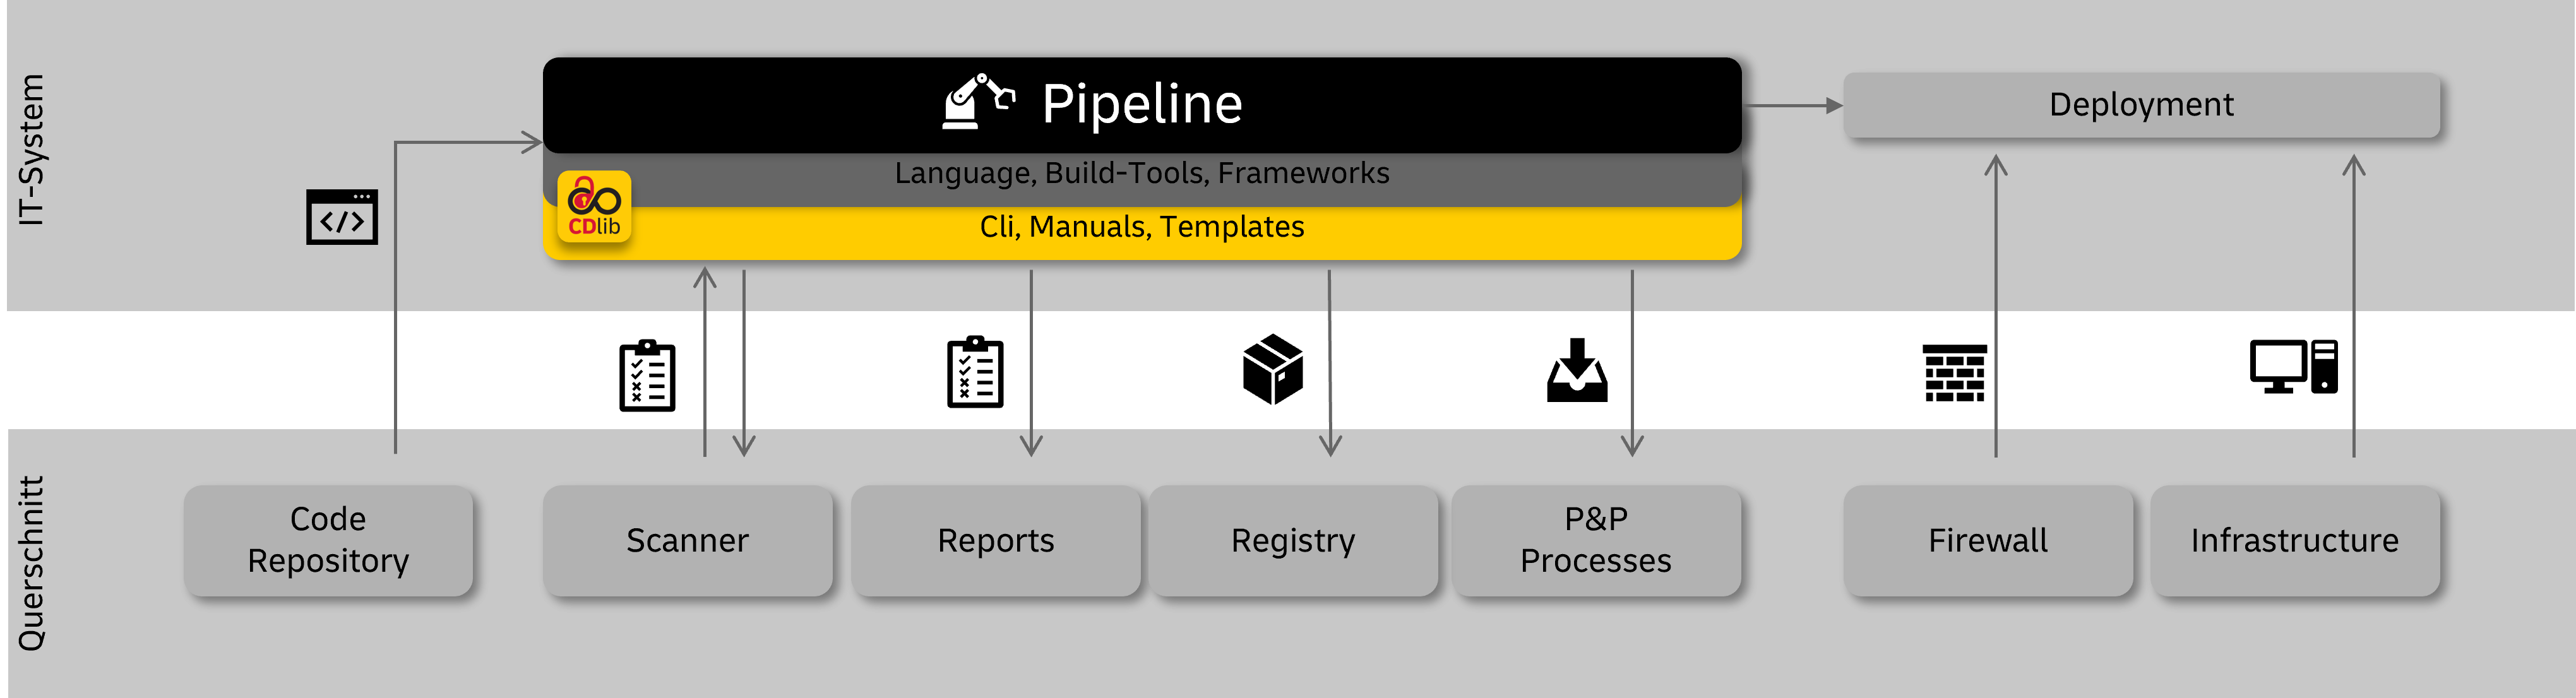 IT-System
Pipeline
Deployment
Language, Build-Tools, Frameworks
CDlib
Cli, Manuals, Templates
</>
Querschnitt
Code
Repository
Scanner
Reports
Registry
P&P
Processes
Firewall
Infrastructure